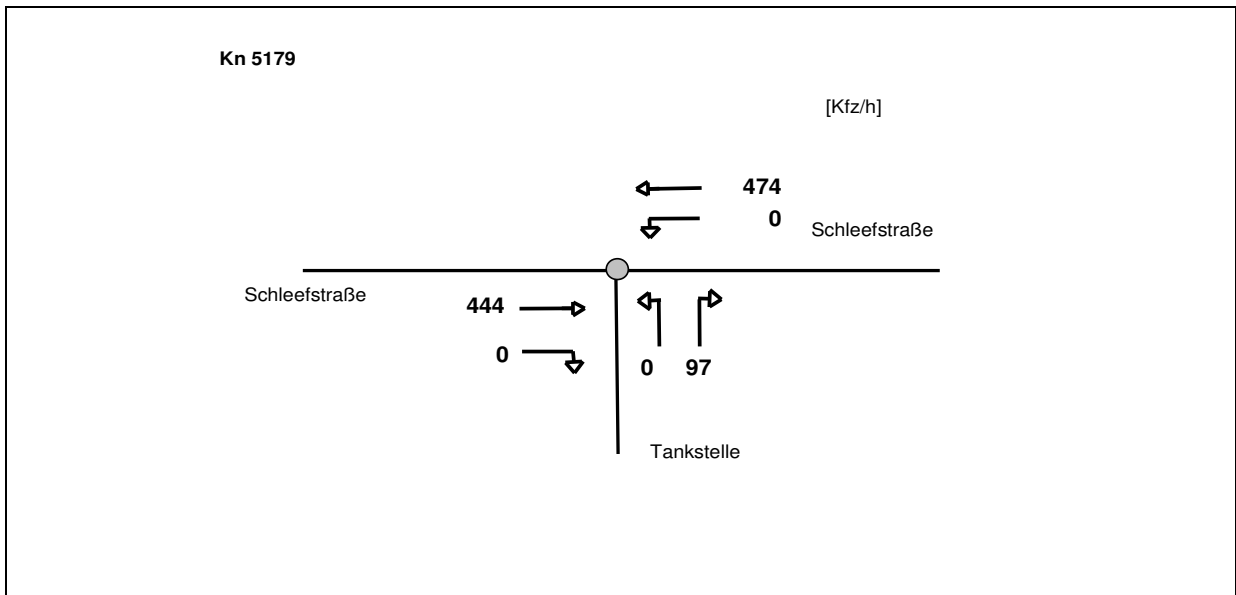 Kn 5179
[Kfz/h]
474
0
Schleefstraße
Schleefstraße
444
0
0 97
Tankstelle